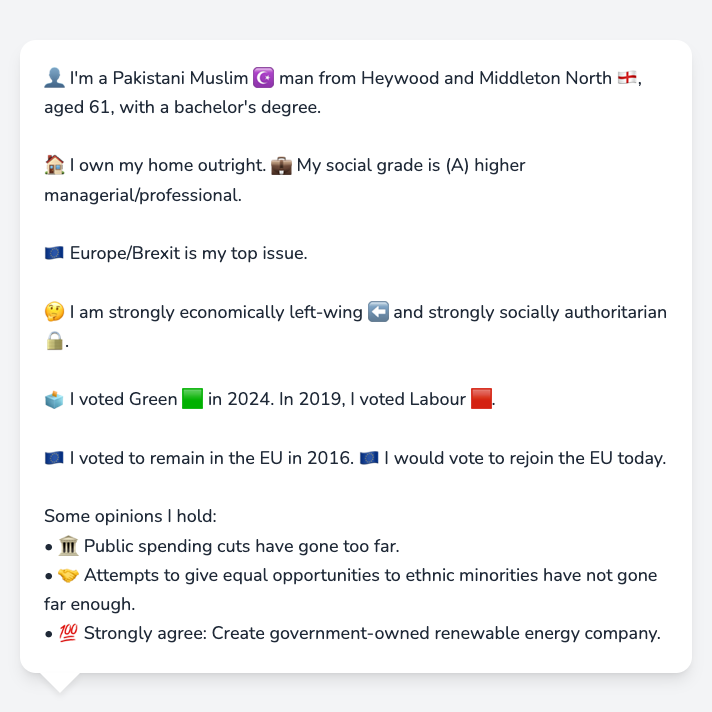 👤 I'm a Pakistani Muslim ☪️ man from Heywood and Middleton North 🏴󠁧󠁢󠁥󠁮󠁧󠁿,
aged 61, with a bachelor's degree.
🏠 I own my home outright. 💼 My social grade is (A) higher
managerial/professional.
🇪🇺 Europe/Brexit is my top issue.
🤔 I am strongly economically left-wing ⬅️ and strongly socially authoritarian
🔒.
🗳️ I voted Green 🟩 in 2024. In 2019, I voted Labour 🟥.
🇪🇺 I voted to remain in the EU in 2016. 🇪🇺 I would vote to rejoin the EU today.
Some opinions I hold:
• 🏛️ Public spending cuts have gone too far.
• 🤝 Attempts to give equal opportunities to ethnic minorities have not gone
far enough.
• 💯 Strongly agree: Create government-owned renewable energy company.